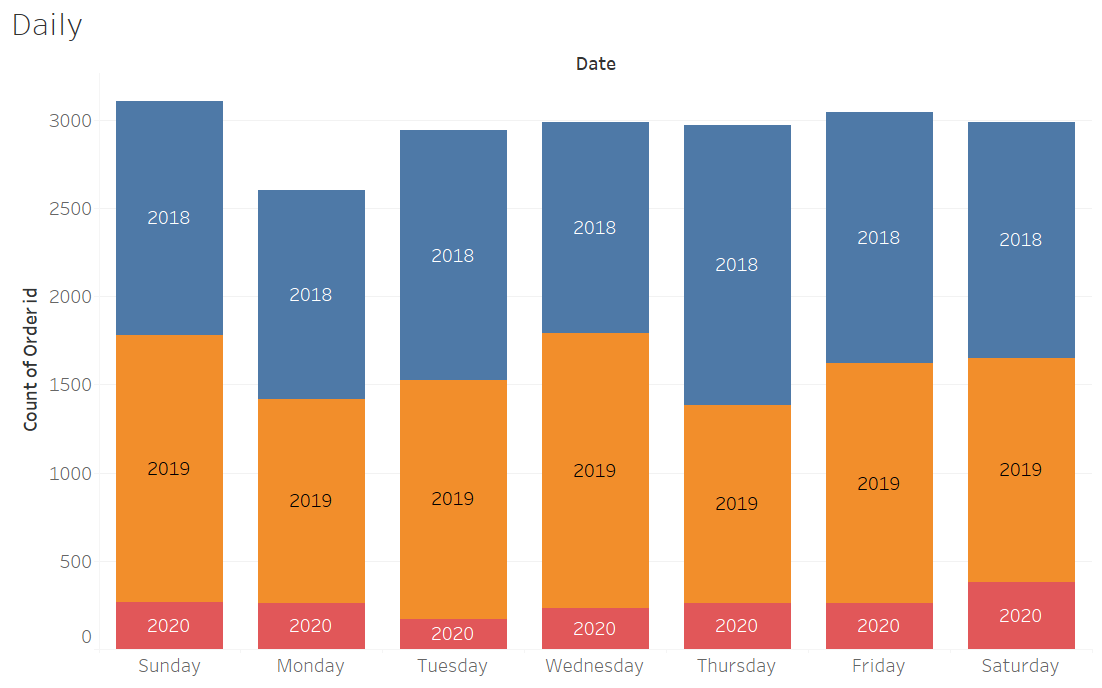 Daily
Date
Count of Order id
3000
2500
2000
1500
1000
500
0
2018 2018 2018 2018 2018 2018 2018
2019 2019 2019 2019 2019 2019 2019
2020 2020 2020 2020 2020 2020 2020
Sunday Monday Tuesday Wednesday Thursday Friday Saturday